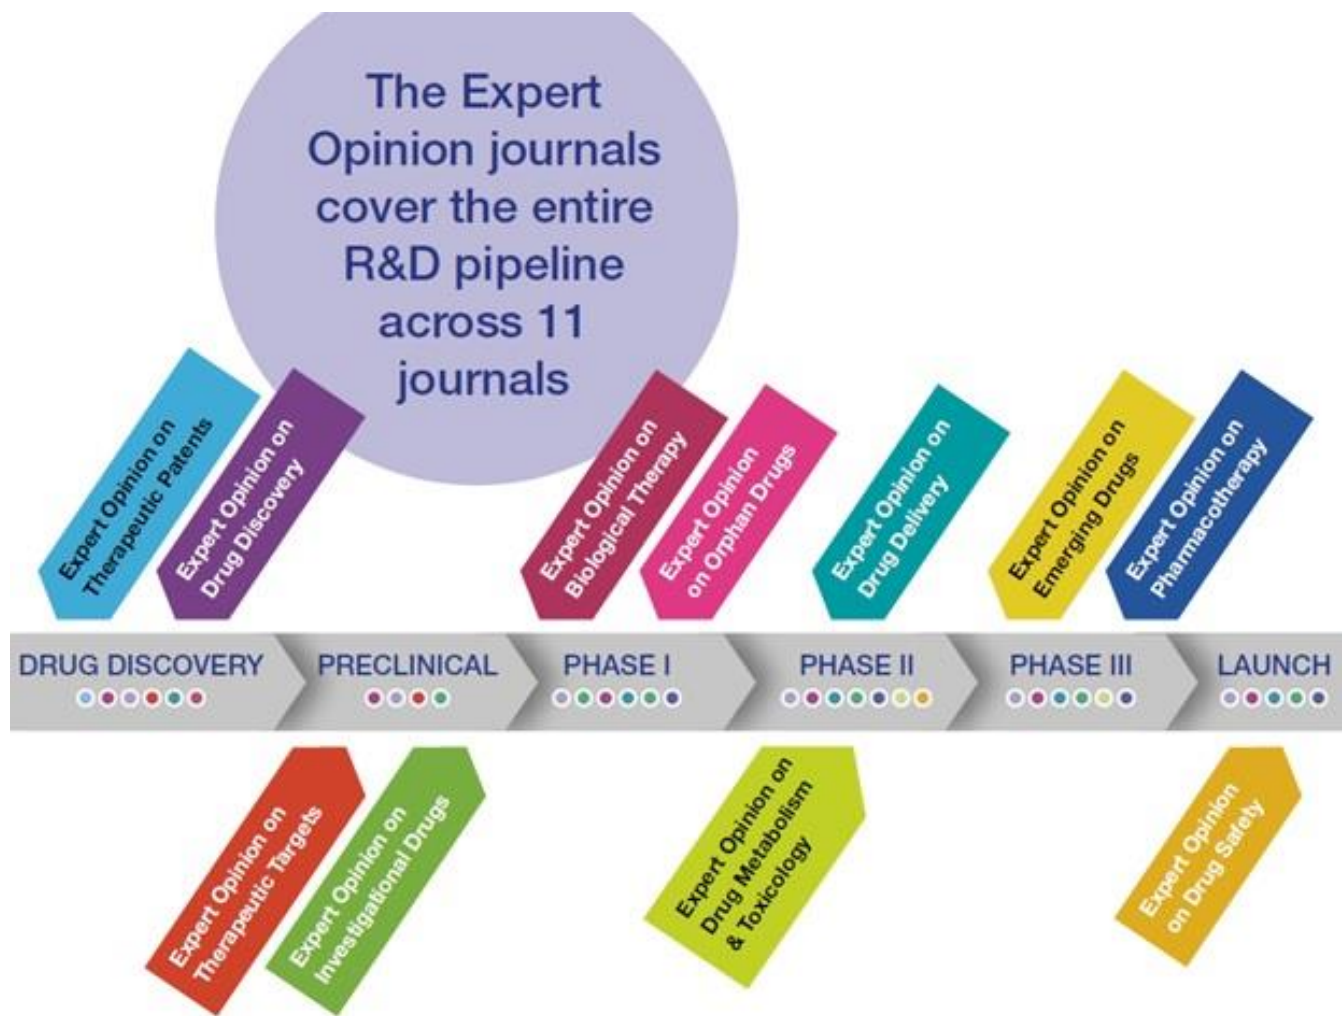 The Expert
Opinion journals
cover the entire
R&D pipeline
across 11
journals
Expert Opinion on
Therapeutic Patents
Expert Opinion on
Drug Discovery
Expert Opinion on
Biological Therapy
Expert Opinion
on Orphan Drugs
Expert Opinion on
Drug Delivery
Expert Opinion on
Emerging Drugs
Expert Opinion on
Pharmacotherapy
DRUG DISCOVERY
PRECLINICAL
PHASE I
PHASE II
PHASE III
LAUNCH
Expert Opinion on
Therapeutic Targets
Expert Opinion on
Investigational Drugs
Expert Opinion on
Drug Metabolism
& Toxicology
Expert Opinion
on Drug Safety